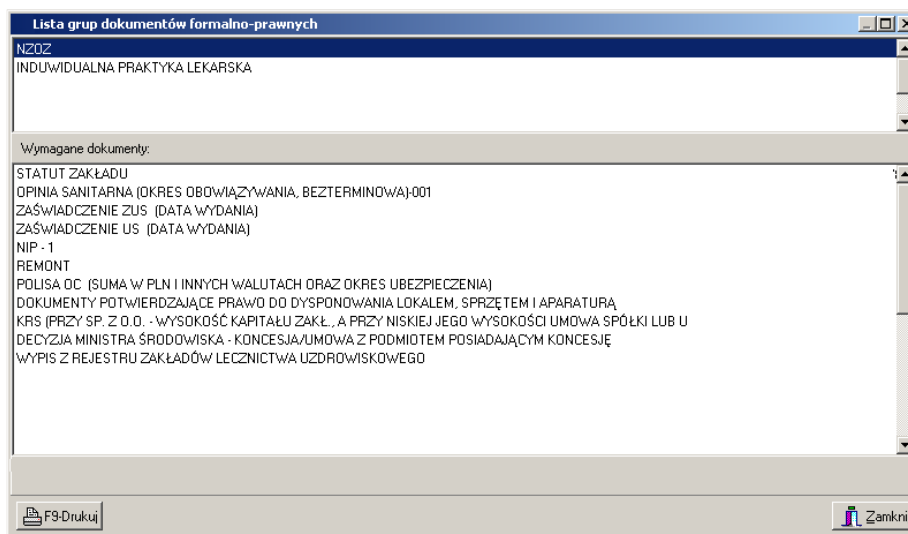 Lista grup dokumentów formalno-prawnych
NZOZ
INDUWIDUALNA PRAKTYKA LEKARSKA
Wymagane dokumenty:
STATUT ZAKŁADU
OPINIA SANITARNA (OKRES OBOWIĄZYWANIA, BEZTERMINOWA)-001
ZAŚWIADCZENIE ZUS (DATA WYDANIA)
ZAŚWIADCZENIE US (DATA WYDANIA)
NIP - 1
REMONT
POLISA OC (SUMA W PLN I INNYCH WALUTACH ORAZ OKRES UBEZPIECZENIA)
DOKUMENTY POTWIERDZAJĄCE PRAWO DO DYSPONOWANIA LOKALEM, SPRZĘTEM I APARATURĄ
KRS (PRZY SP. Z O.O. - WYSOKOŚĆ KAPITAŁU ZAKŁ., A PRZY NISKIEJ JEGO WYSOKOŚCI UMOWA SPÓŁKI LUB U
DECYZJA MINISTRA ŚRODOWISKA - KONCESJA/UMOWA Z PODMIOTEM POSIADAJĄCYM KONCESJĘ
WYPIS Z REJESTRU ZAKŁADÓW LECZNICTWA UZDROWISKOWEGO
F9-Drukuj
Zamkni